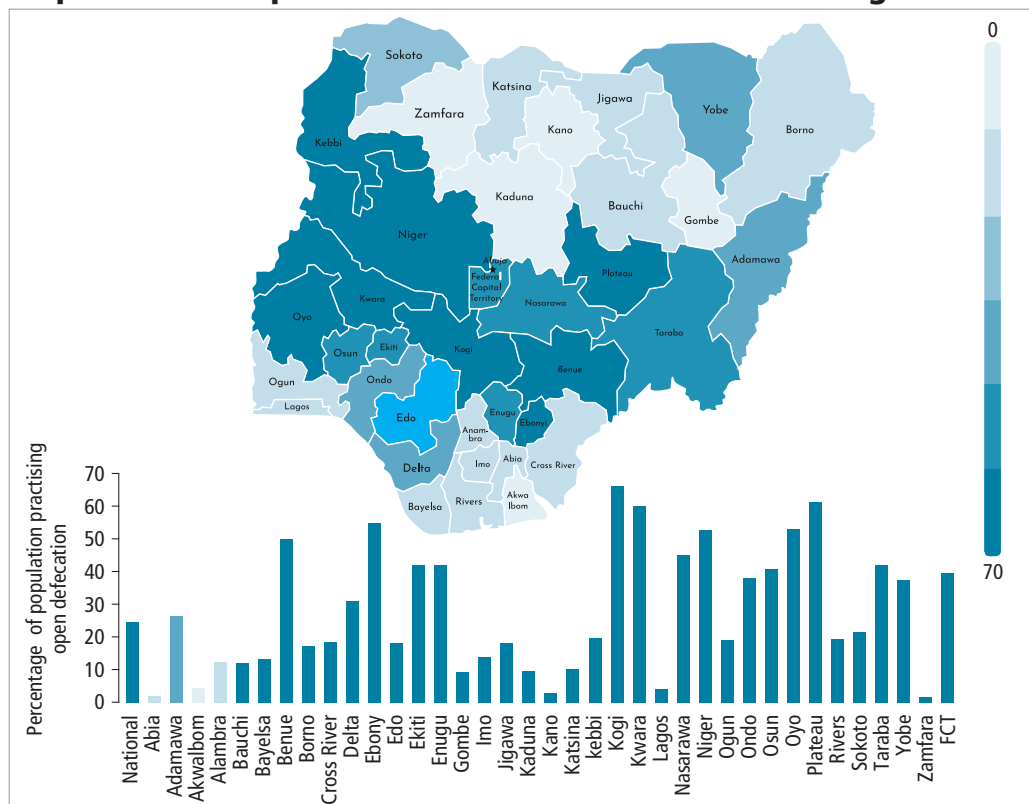 0
Sokoto
Katsina
Jigawa
Yobe
Zamfara
Kano
Borno
Kebbi
Kaduna
Bauchi
Gombe
Niger
Abuja
Adamawa
Federal
Capital
Territory
Plateau
Kwara
Nasarawa
Oyo
Taraba
Osun
Ekiti
Kogi
Benue
Ogun
Ondo
Lagos
Edo
Enugu
Ebonyi
Anam-
bra
Delta
Imo
Abia
Cross River
Bayelsa
Rivers
Akwa
Ibom
70
Percentage of population practising
open defecation
70
60
50
40
30
20
10
0
National
Abia
Adamawa
Akwalbom
Alambra
Bauchi
Bayelsa
Benue
Borno
Cross River
Delta
Ebony
Edo
Ekiti
Enugu
Gombe
Imo
Jigawa
Kaduna
Kano
Katsina
kebbi
Kogi
Kwara
Lagos
Nasarawa
Niger
Ogun
Ondo
Osun
Oyo
Plateau
Rivers
Sokoto
Taraba
Yobe
Zamfara
FCT